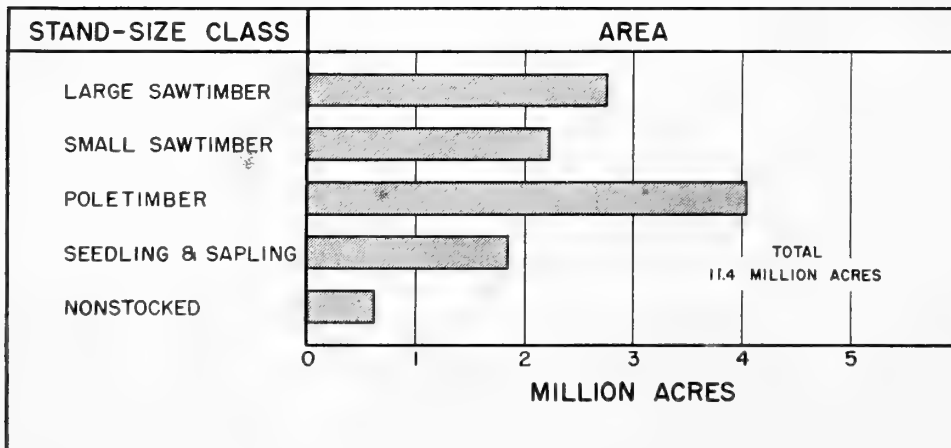 STAND-SIZE CLASS AREA
LARGE SAWTIMBER
SMALL SAWTIMBER
POLETIMBER
SEEDLING & SAPLING
NONSTOCKED
TOTAL
11.4 MILLION ACRES
0 1 2 3 4 5
MILLION ACRES